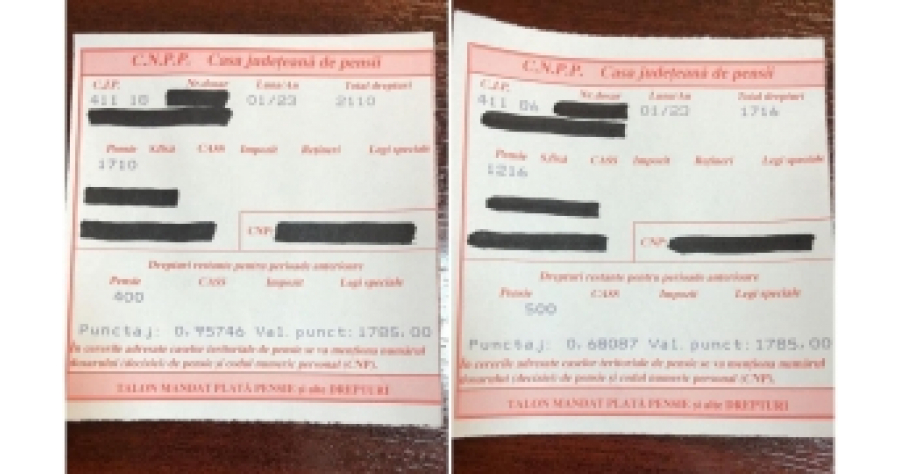 C.N.P.P. Casa județeană de pensii
C.J.P. Nr.dosar Luna/An Total drepturi
411 18 01/23 2110
Pensie S.fixă CASS Impozit Rețineri Legi speciale
1710
CNP:
Drepturi restante pentru perioade anterioare
Pensie CASS Impozit Legi speciale
400
Punctaj: 0,95746 Val. punct: 1785.00
În cererile adresate caselor teritoriale de pensie se va menționa numărul
dosarului (deciziei) de pensie și codul numeric personal (CNP).
TALON MANDAT PLATĂ PENSIE și alte DREPTURI
C.N.P.P. Casa județeană de pensii
C.J.P. Nr.dosar Luna/An Total drepturi
411 06 01/23 1716
Pensie S.fixă CASS Impozit Rețineri Legi speciale
1216
CNP:
Drepturi restante pentru perioade anterioare
Pensie CASS Impozit Legi speciale
500
Punctaj: 0,68087 Val. punct: 1785.00
În cererile adresate caselor teritoriale de pensie se va menționa numărul
dosarului (deciziei) de pensie și codul numeric personal (CNP).
TALON MANDAT PLATĂ PENSIE și alte DREPTURI